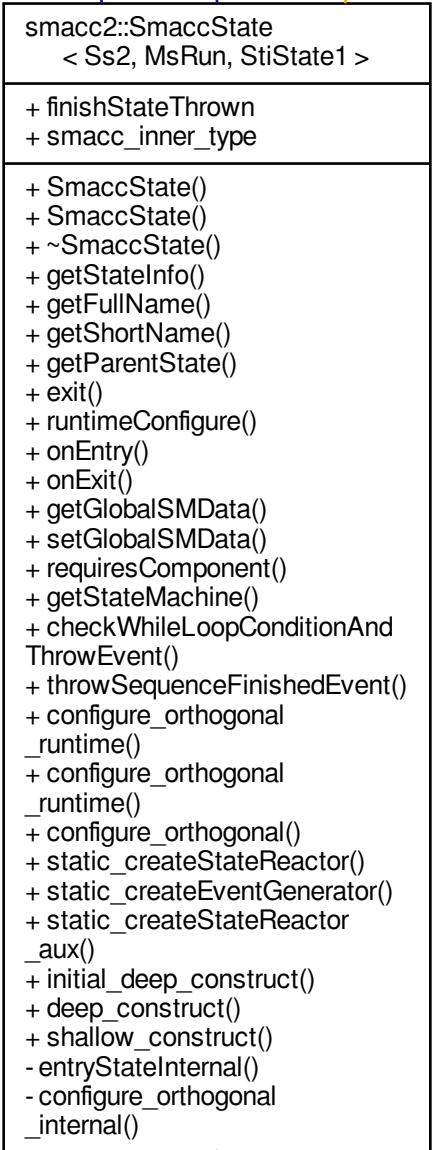 smacc2::SmaccState
< Ss2, MsRun, StiState1 >
+ finishStateThrown
+ smacc_inner_type
+ SmaccState()
+ SmaccState()
+ ~SmaccState()
+ getStateInfo()
+ getFullName()
+ getShortName()
+ getParentState()
+ exit()
+ runtimeConfigure()
+ onEntry()
+ onExit()
+ getGlobalSMData()
+ setGlobalSMData()
+ requiresComponent()
+ getStateMachine()
+ checkWhileLoopConditionAnd
ThrowEvent()
+ throwSequenceFinishedEvent()
+ configure_orthogonal
_runtime()
+ configure_orthogonal
_runtime()
+ configure_orthogonal()
+ static_createStateReactor()
+ static_createEventGenerator()
+ static_createStateReactor
_aux()
+ initial_deep_construct()
+ deep_construct()
+ shallow_construct()
- entryStateInternal()
- configure_orthogonal
_internal()